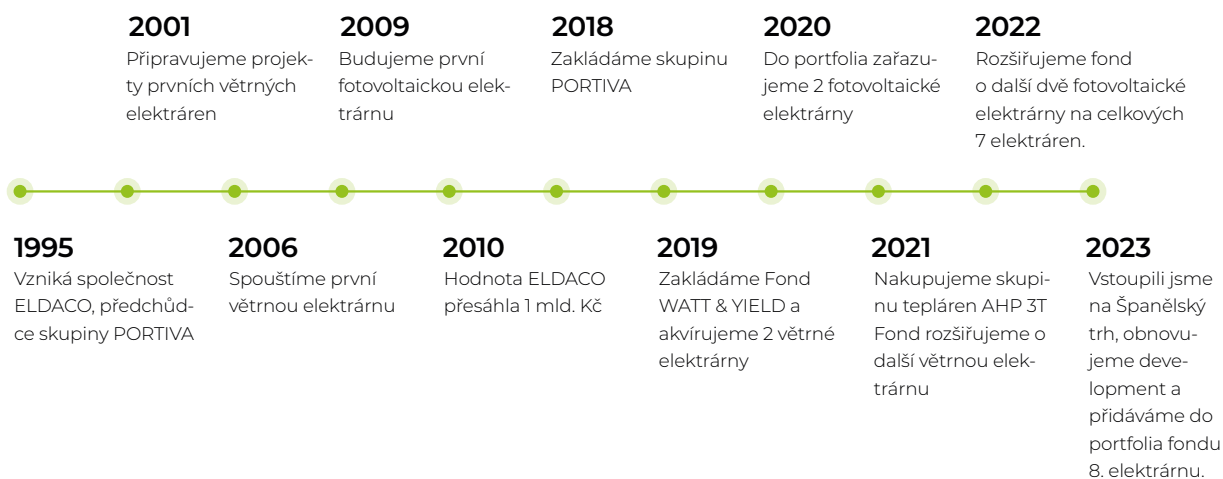 2001
Připravujeme projek-
ty prvních větrných
elektráren
2009
Budujeme první
fotovoltaickou elek-
trárnu
2018
Zakládáme skupinu
PORTIVA
2020
Do portfolia zařazu-
jeme 2 fotovoltaické
elektrárny
2022
Rozšiřujeme fond
o další dvě fotovoltaické
elektrárny na celkových
7 elektráren.
1995
Vzniká společnost
ELDACO, předchůd-
ce skupiny PORTIVA
2006
Spouštíme první
větrnou elektrárnu
2010
Hodnota ELDACO
přesáhla 1 mld. Kč
2019
Zakládáme Fond
WATT & YIELD a
akvírujeme 2 větrné
elektrárny
2021
Nakupujeme skupi-
nu tepláren AHP 3T
Fond rozšiřujeme o
další větrnou elek-
trárnu
2023
Vstoupili jsme
na Španělský
trh, obnovu-
jeme deve-
lopment a
přidáváme do
portfolia fondu
8. elektrárnu.